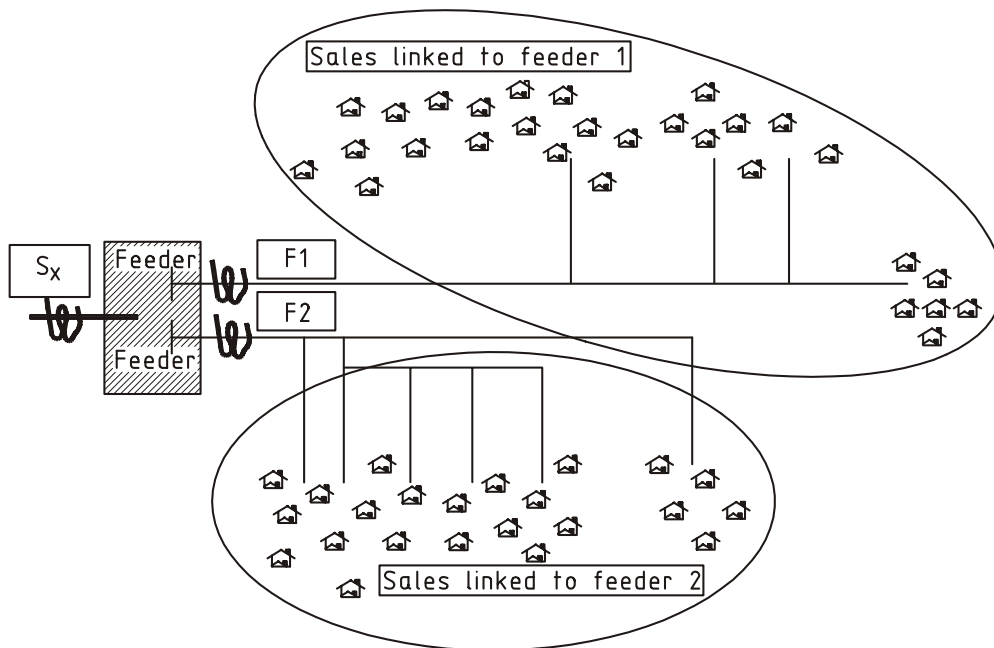 Sales linked to feeder 1
Feeder
F1
Sx
F2
Feeder
Sales linked to feeder 2